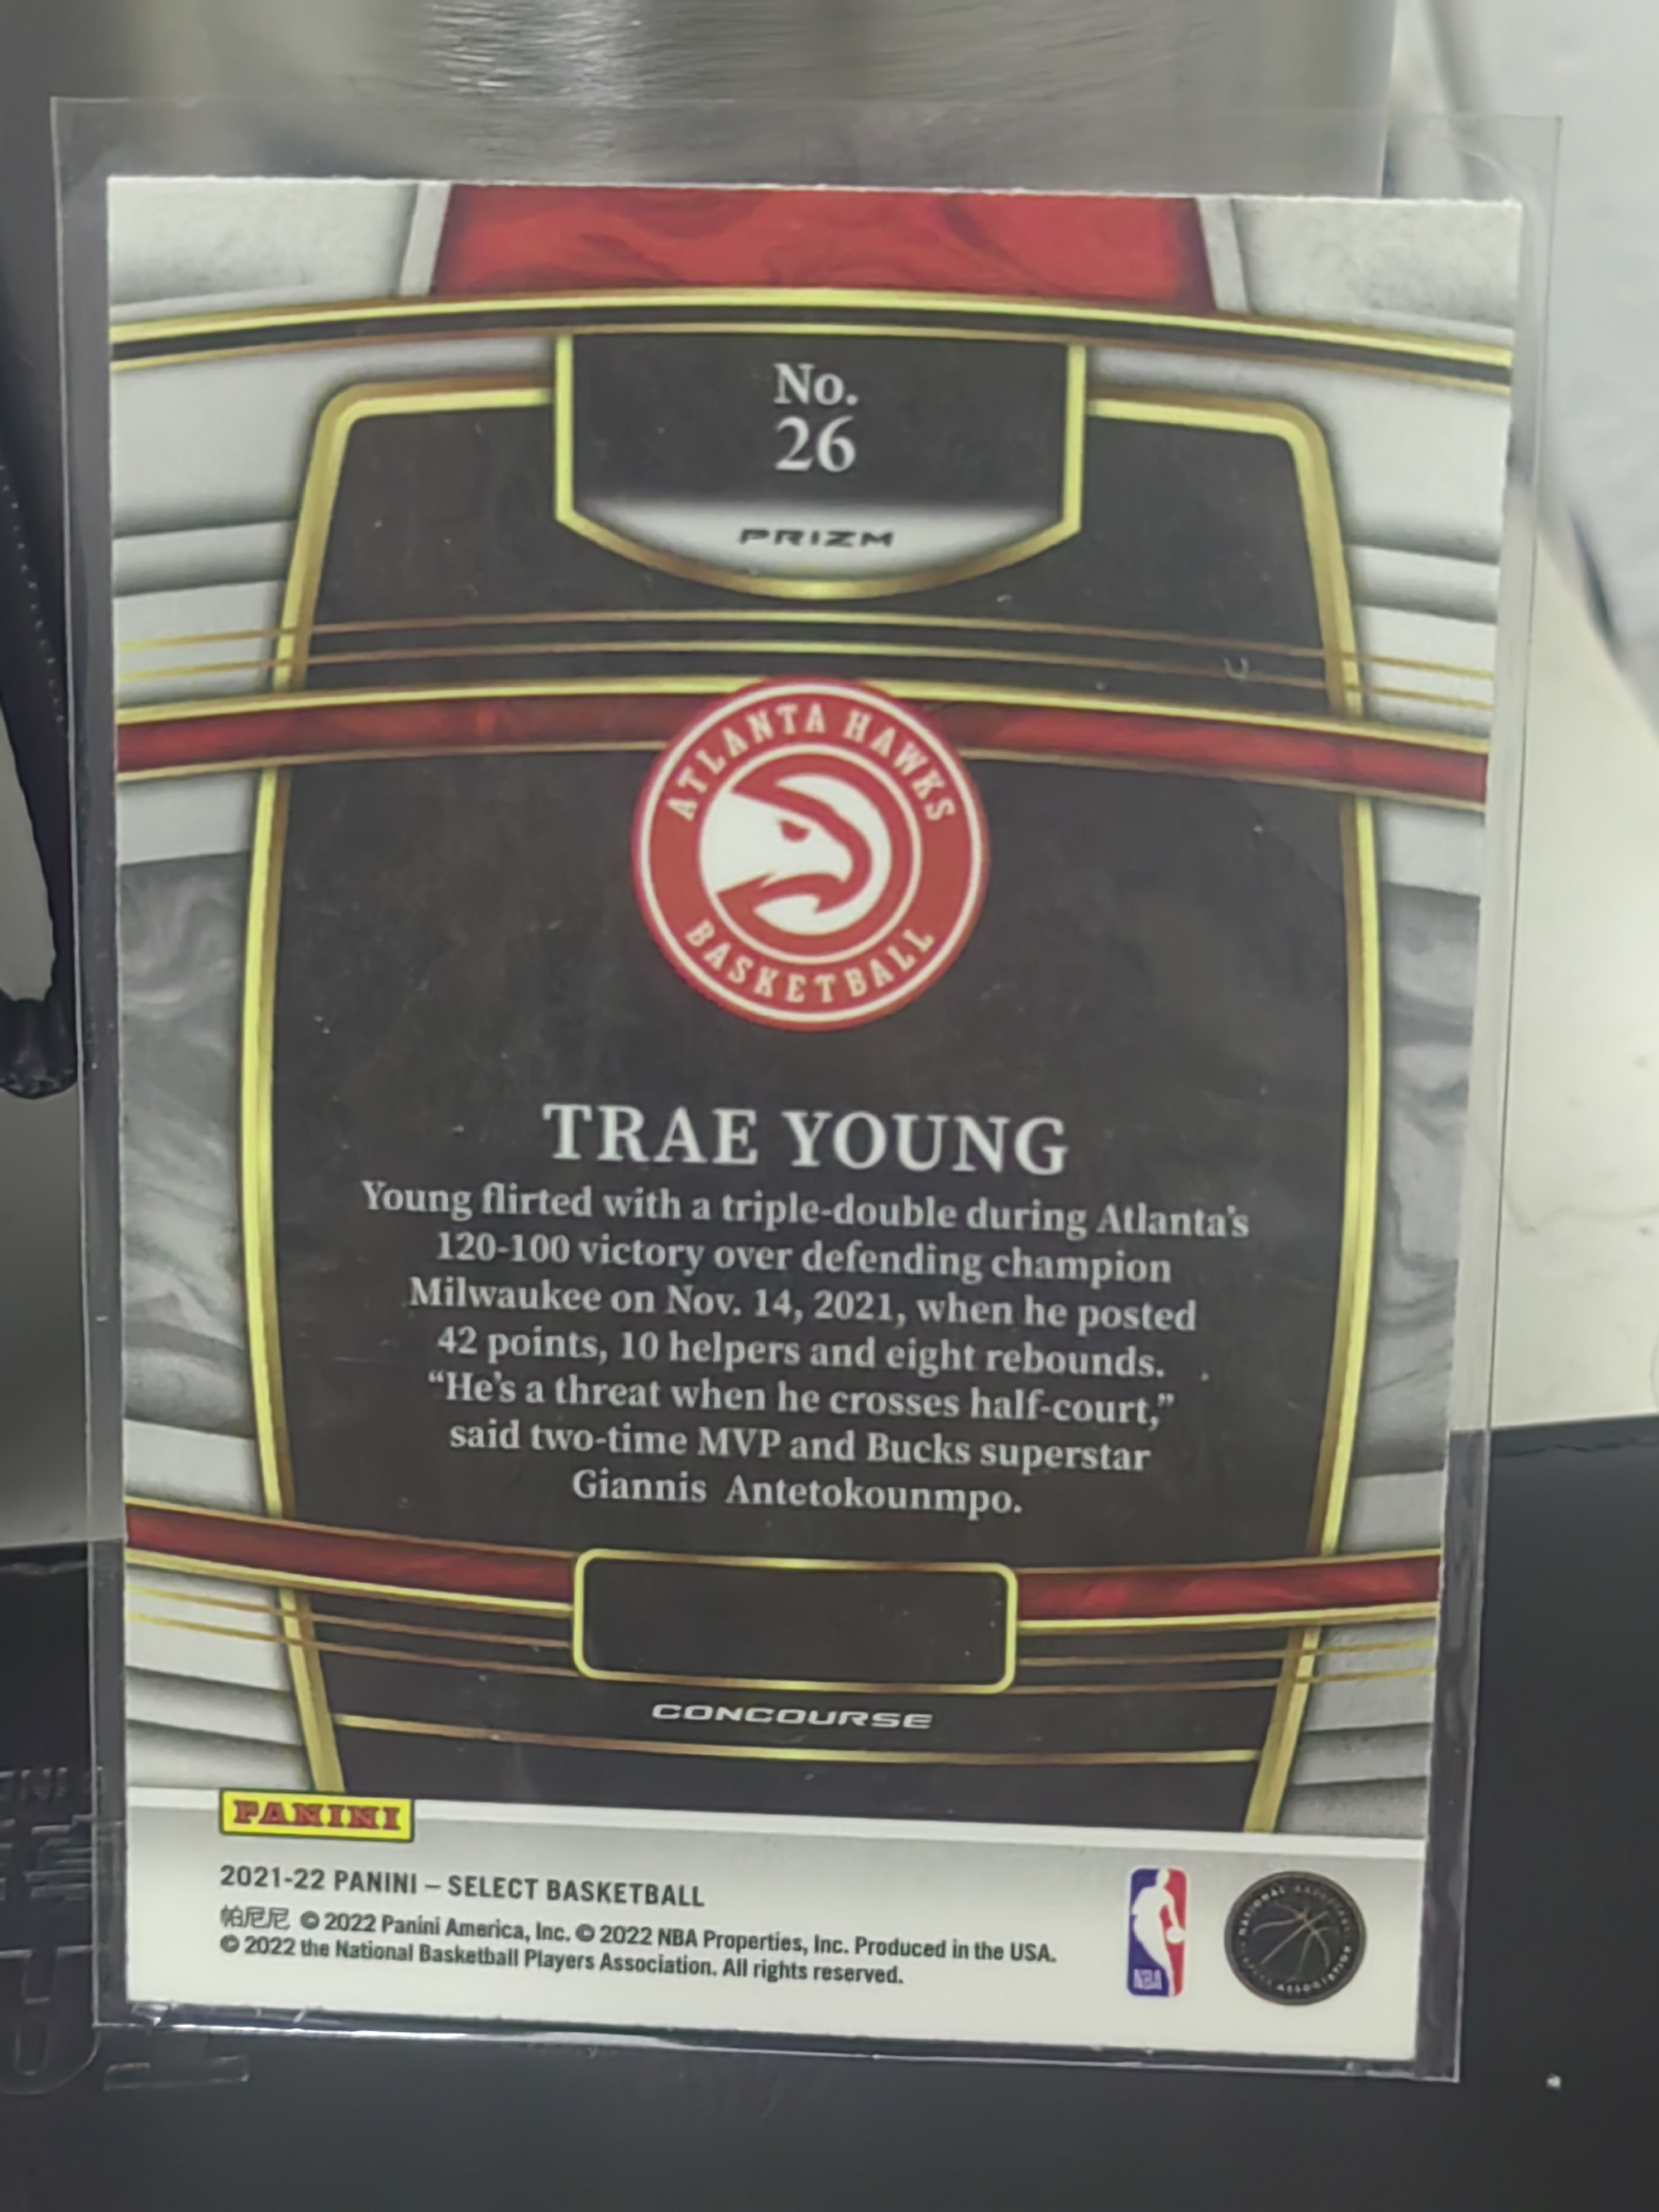 No.
26
PRIZM
ATLANTA HAWKS
BASKETBALL
TRAE YOUNG
Young flirted with a triple-double during Atlanta's
120-100 victory over defending champion
Milwaukee on Nov. 14, 2021, when he posted
42 points, 10 helpers and eight rebounds.
“He's a threat when he crosses half-court,”
said two-time MVP and Bucks superstar
Giannis Antetokounmpo.
CONCOURSE
PANINI
2021-22 PANINI – SELECT BASKETBALL
帕尼尼 © 2022 Panini America, Inc. © 2022 NBA Properties, Inc. Produced in the USA.
© 2022 the National Basketball Players Association. All rights reserved.
NBA